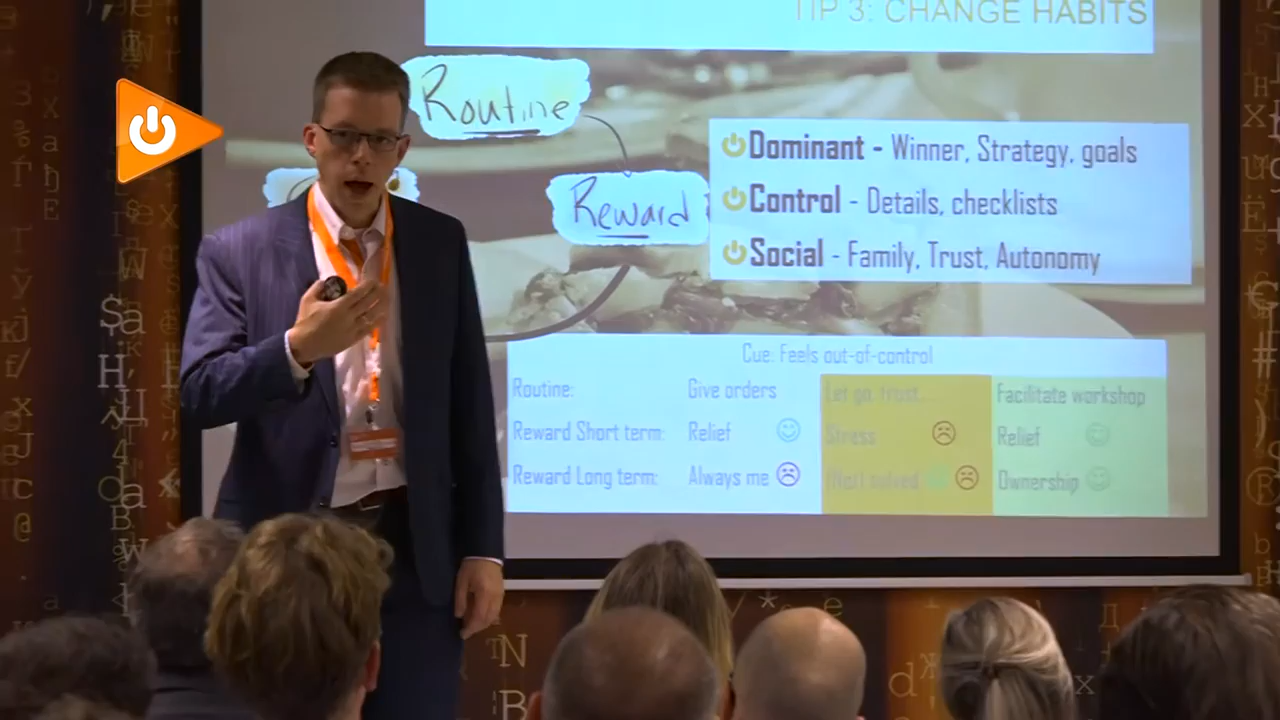 TIP 3: CHANGE HABITS
Routine
Reward
Dominant - Winner, Strategy, goals
Control - Details, checklists
Social - Family, Trust, Autonomy
Cue: Feels out-of-control
Routine: Give orders Let go, trust... Facilitate workshop
Reward Short term: Relief Stress Relief
Reward Long term: Always me solved Ownership